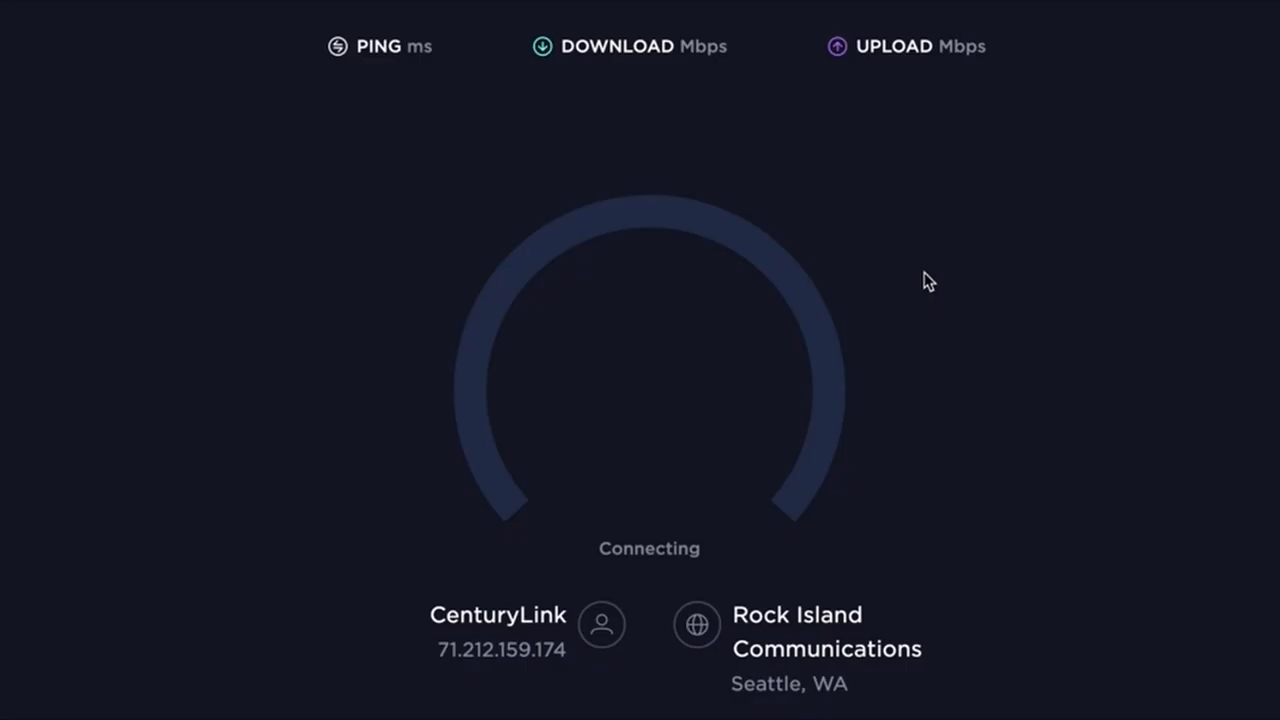 PING ms
DOWNLOAD Mbps
UPLOAD Mbps
Connecting
CenturyLink
71.212.159.174
Rock Island
Communications
Seattle, WA